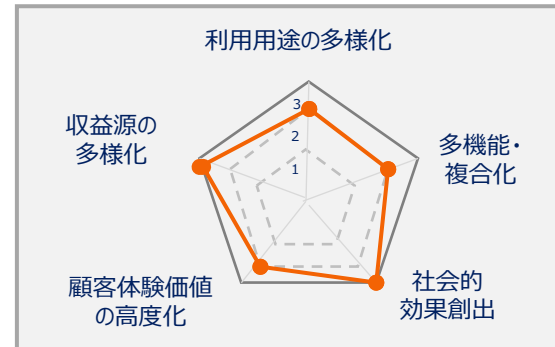 利用用途の多様化
3
2
1
収益源の
多様化
多機能・
複合化
顧客体験価値
の高度化
社会的
効果創出